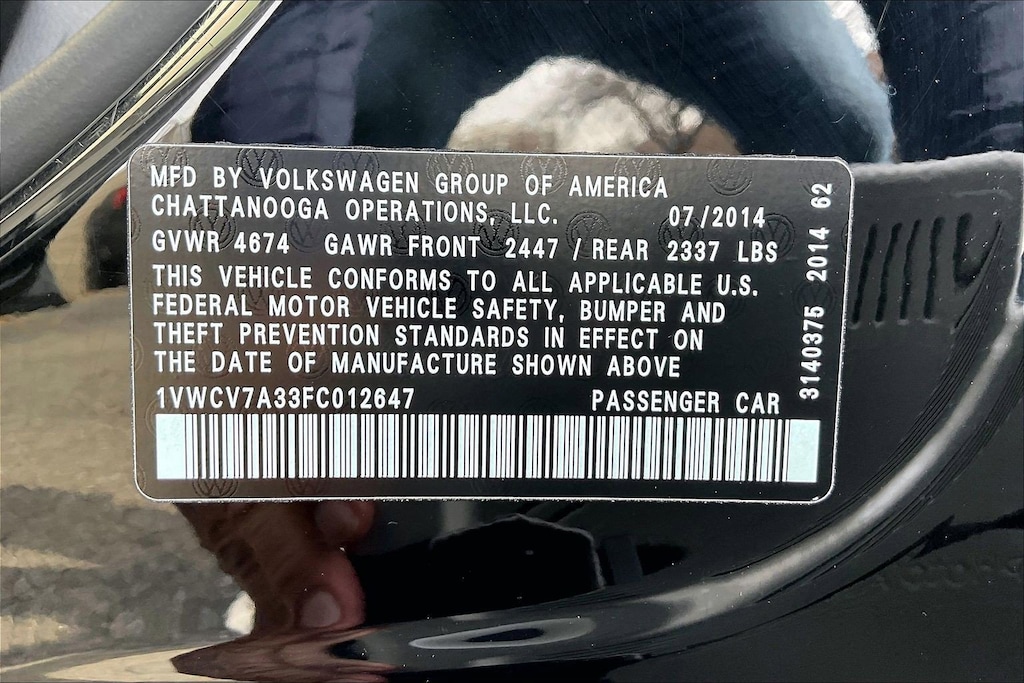 MFD BY VOLKSWAGEN GROUP OF AMERICA
CHATTANOOGA OPERATIONS, LLC. 07/2014
GVWR 4674 GAWR FRONT 2447 / REAR 2337 LBS
THIS VEHICLE CONFORMS TO ALL APPLICABLE U.S.
FEDERAL MOTOR VEHICLE SAFETY, BUMPER AND
THEFT PREVENTION STANDARDS IN EFFECT ON
THE DATE OF MANUFACTURE SHOWN ABOVE
1VWCV7A33FC012647 PASSENGER CAR
3140375 2014 62